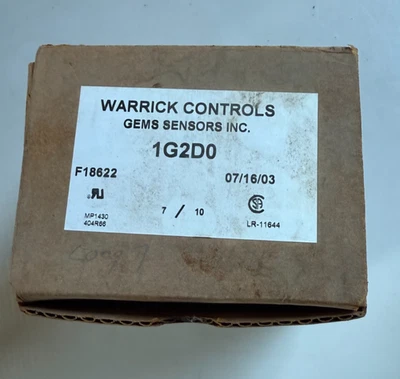 WARRICK CONTROLS
GEMS SENSORS INC.
1G2D0
F18622 07/16/03
MP1430
404R66
7 / 10
LR-11644